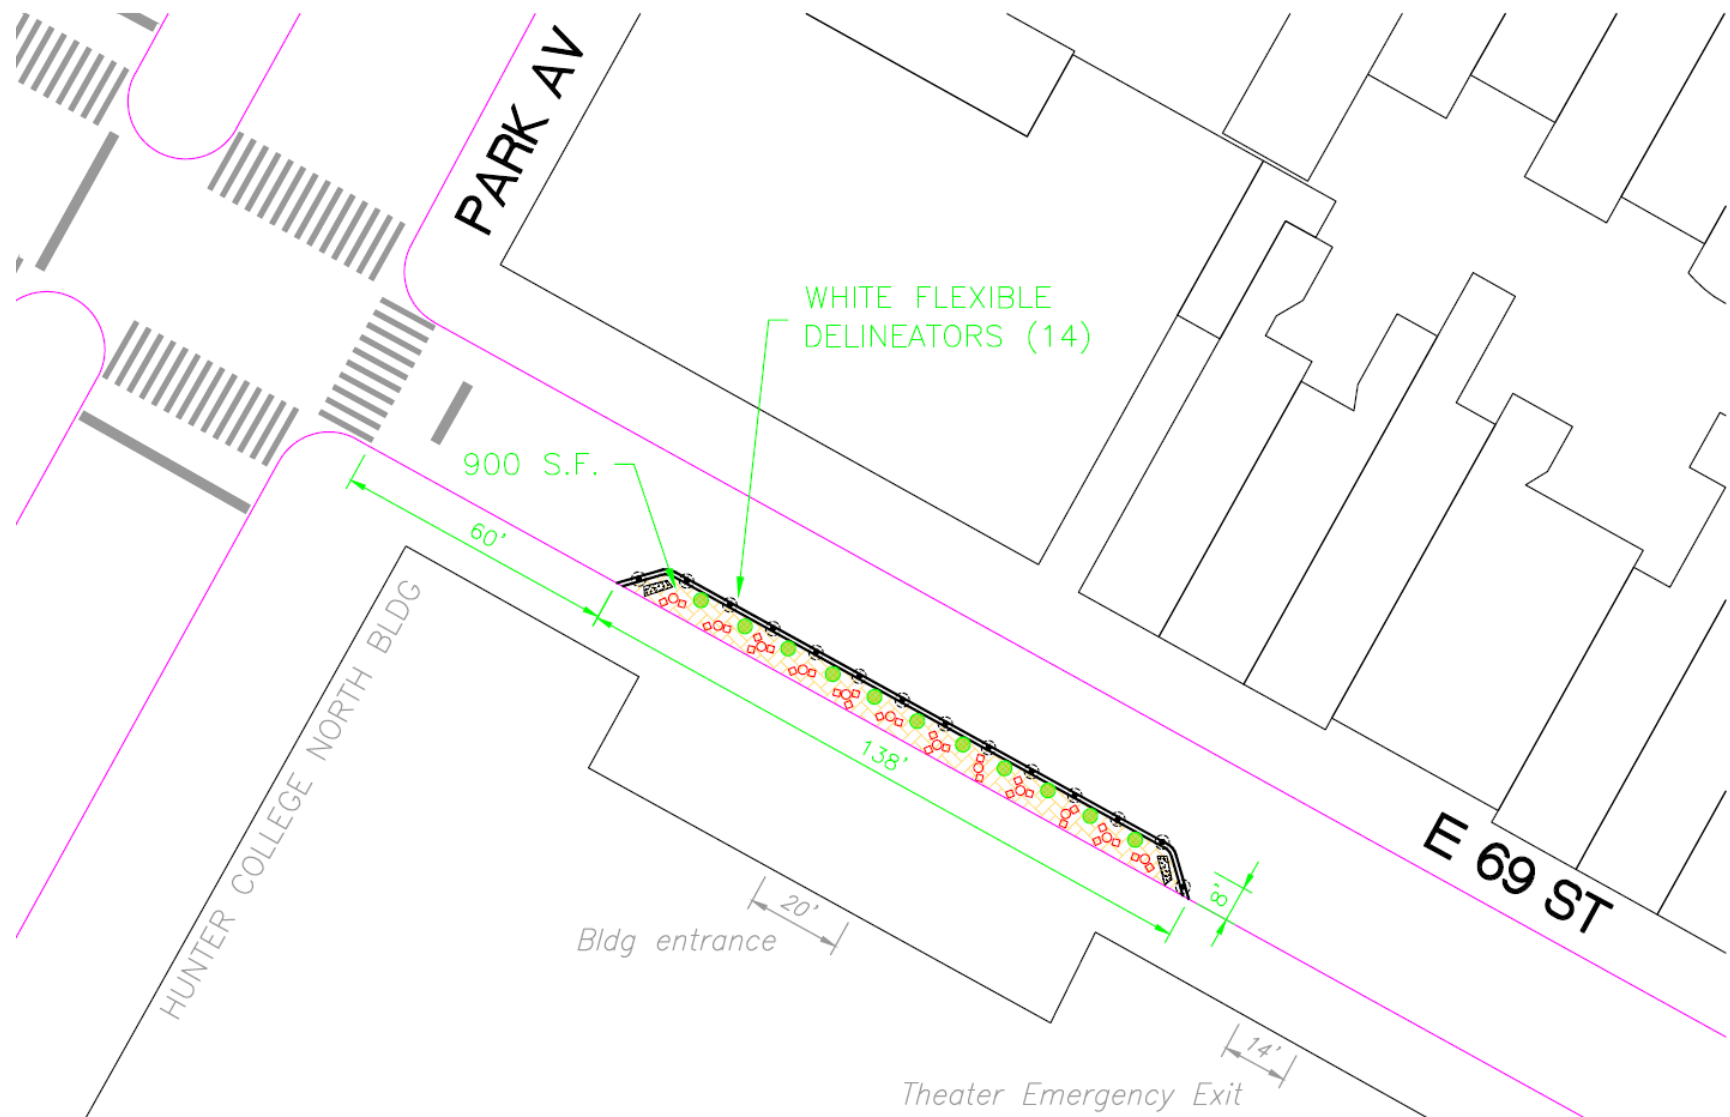 PARK AV
WHITE FLEXIBLE
DELINEATORS (14)
900 S.F.
60'
138'
8'
E 69 ST
HUNTER COLLEGE NORTH BLDG
20'
Bldg entrance
14'
Theater Emergency Exit